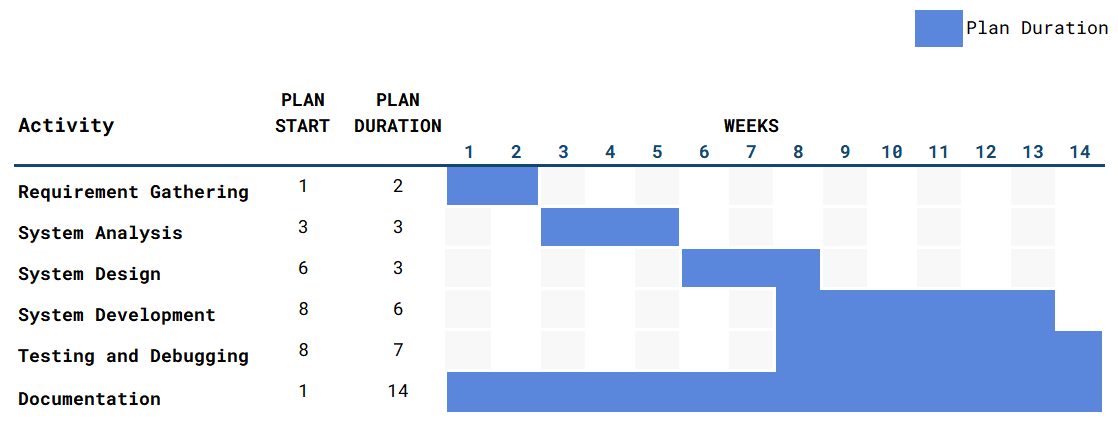 Plan Duration
PLAN PLAN
Activity START DURATION WEEKS
1 2 3 4 5 6 7 8 9 10 11 12 13 14
Requirement Gathering 1 2
System Analysis 3 3
System Design 6 3
System Development 8 6
Testing and Debugging 8 7
Documentation 1 14